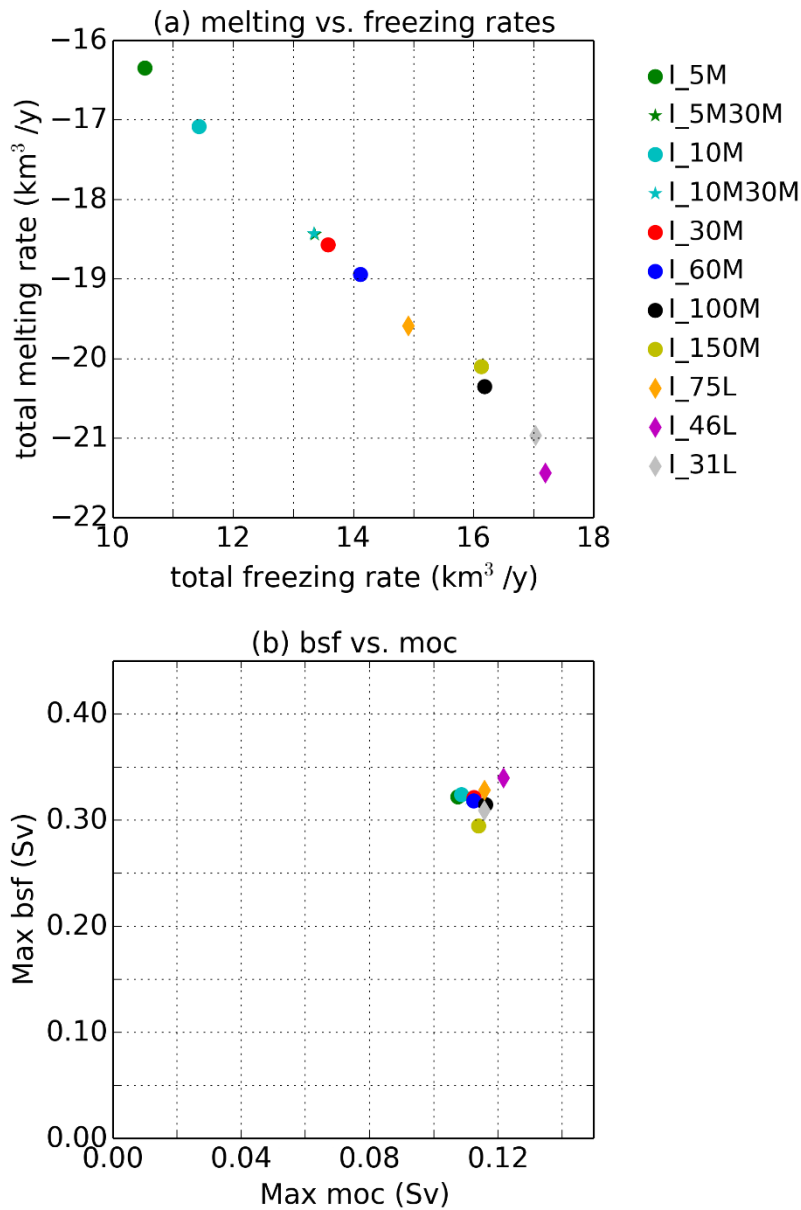 (a) melting vs. freezing rates
−16
−17
−18
−19
−20
−21
−22
total melting rate (km³ /y)
10 12 14 16 18
total freezing rate (km³ /y)
I_5M
I_5M30M
I_10M
I_10M30M
I_30M
I_60M
I_100M
I_150M
I_75L
I_46L
I_31L
(b) bsf vs. moc
0.40
0.30
0.20
0.10
0.00
Max bsf (Sv)
0.00 0.04 0.08 0.12
Max moc (Sv)